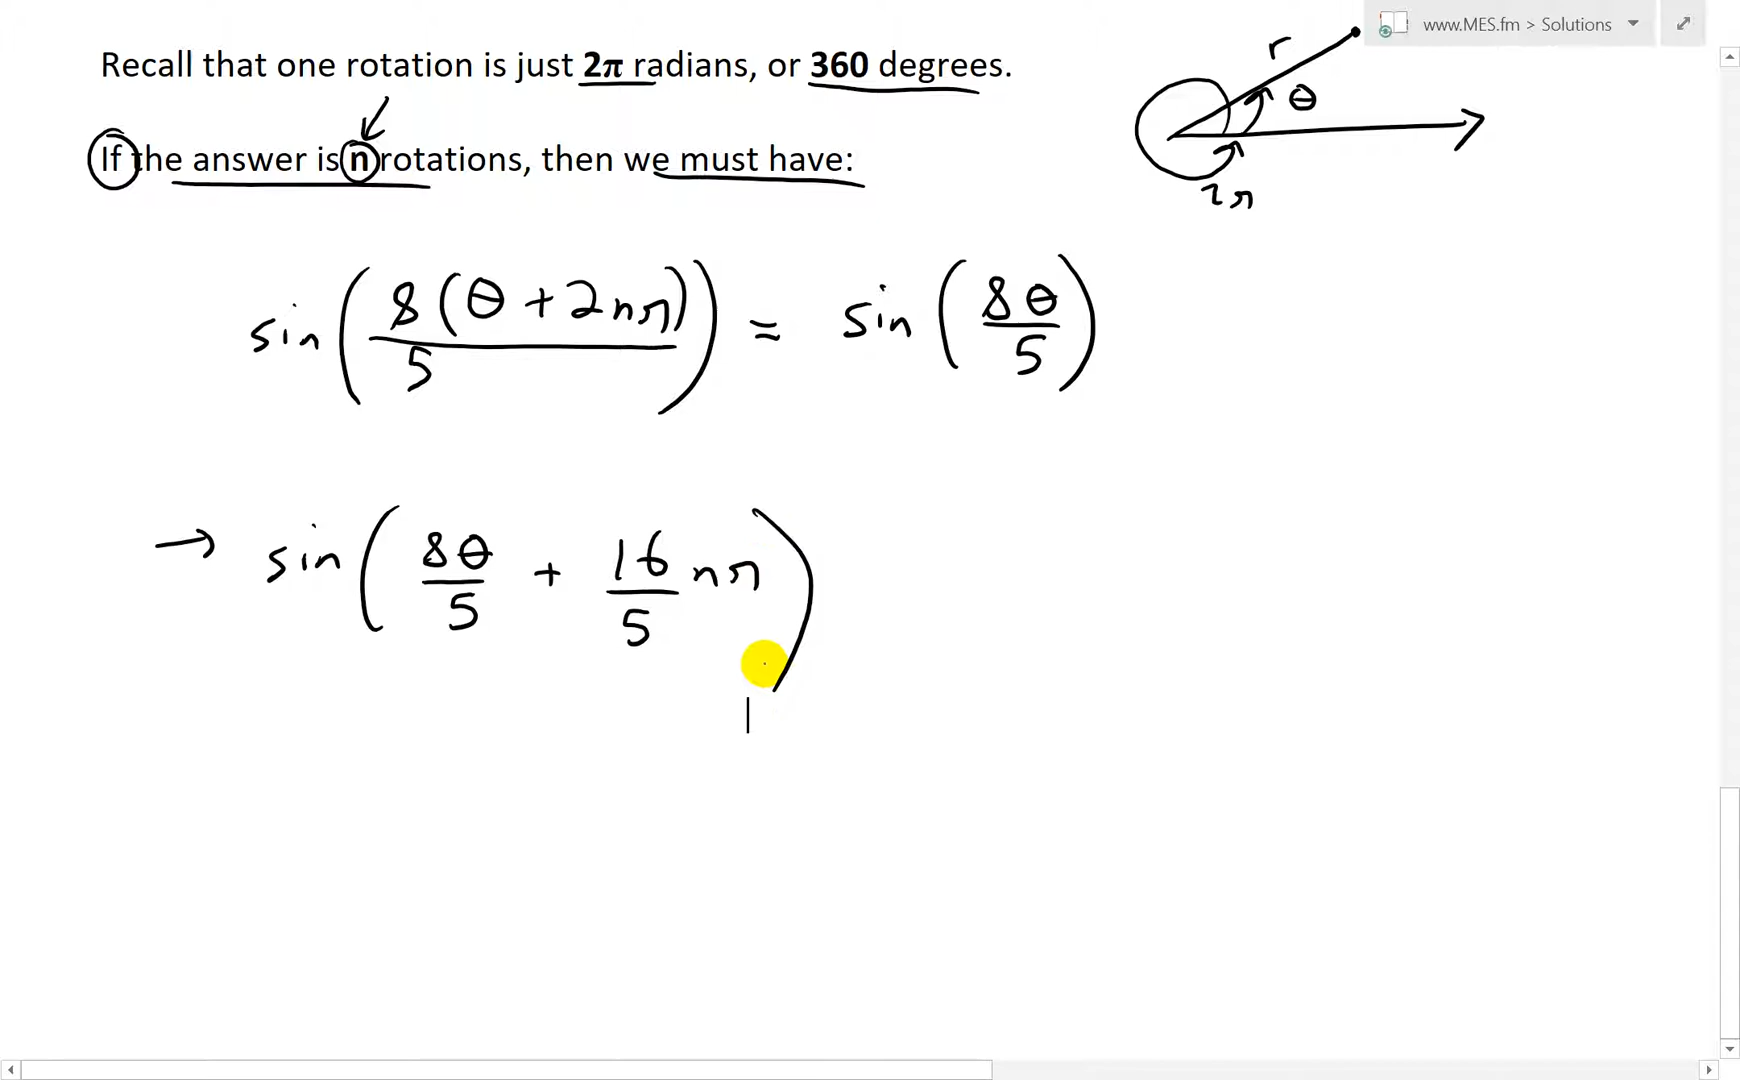 www.MES.fm > Solutions
Recall that one rotation is just 2π radians, or 360 degrees.
r
θ
If the answer is n rotations, then we must have:
2π
sin(8(θ + 2nπ)/5) = sin(8θ/5)
→ sin(8θ/5 + 16/5 nπ)